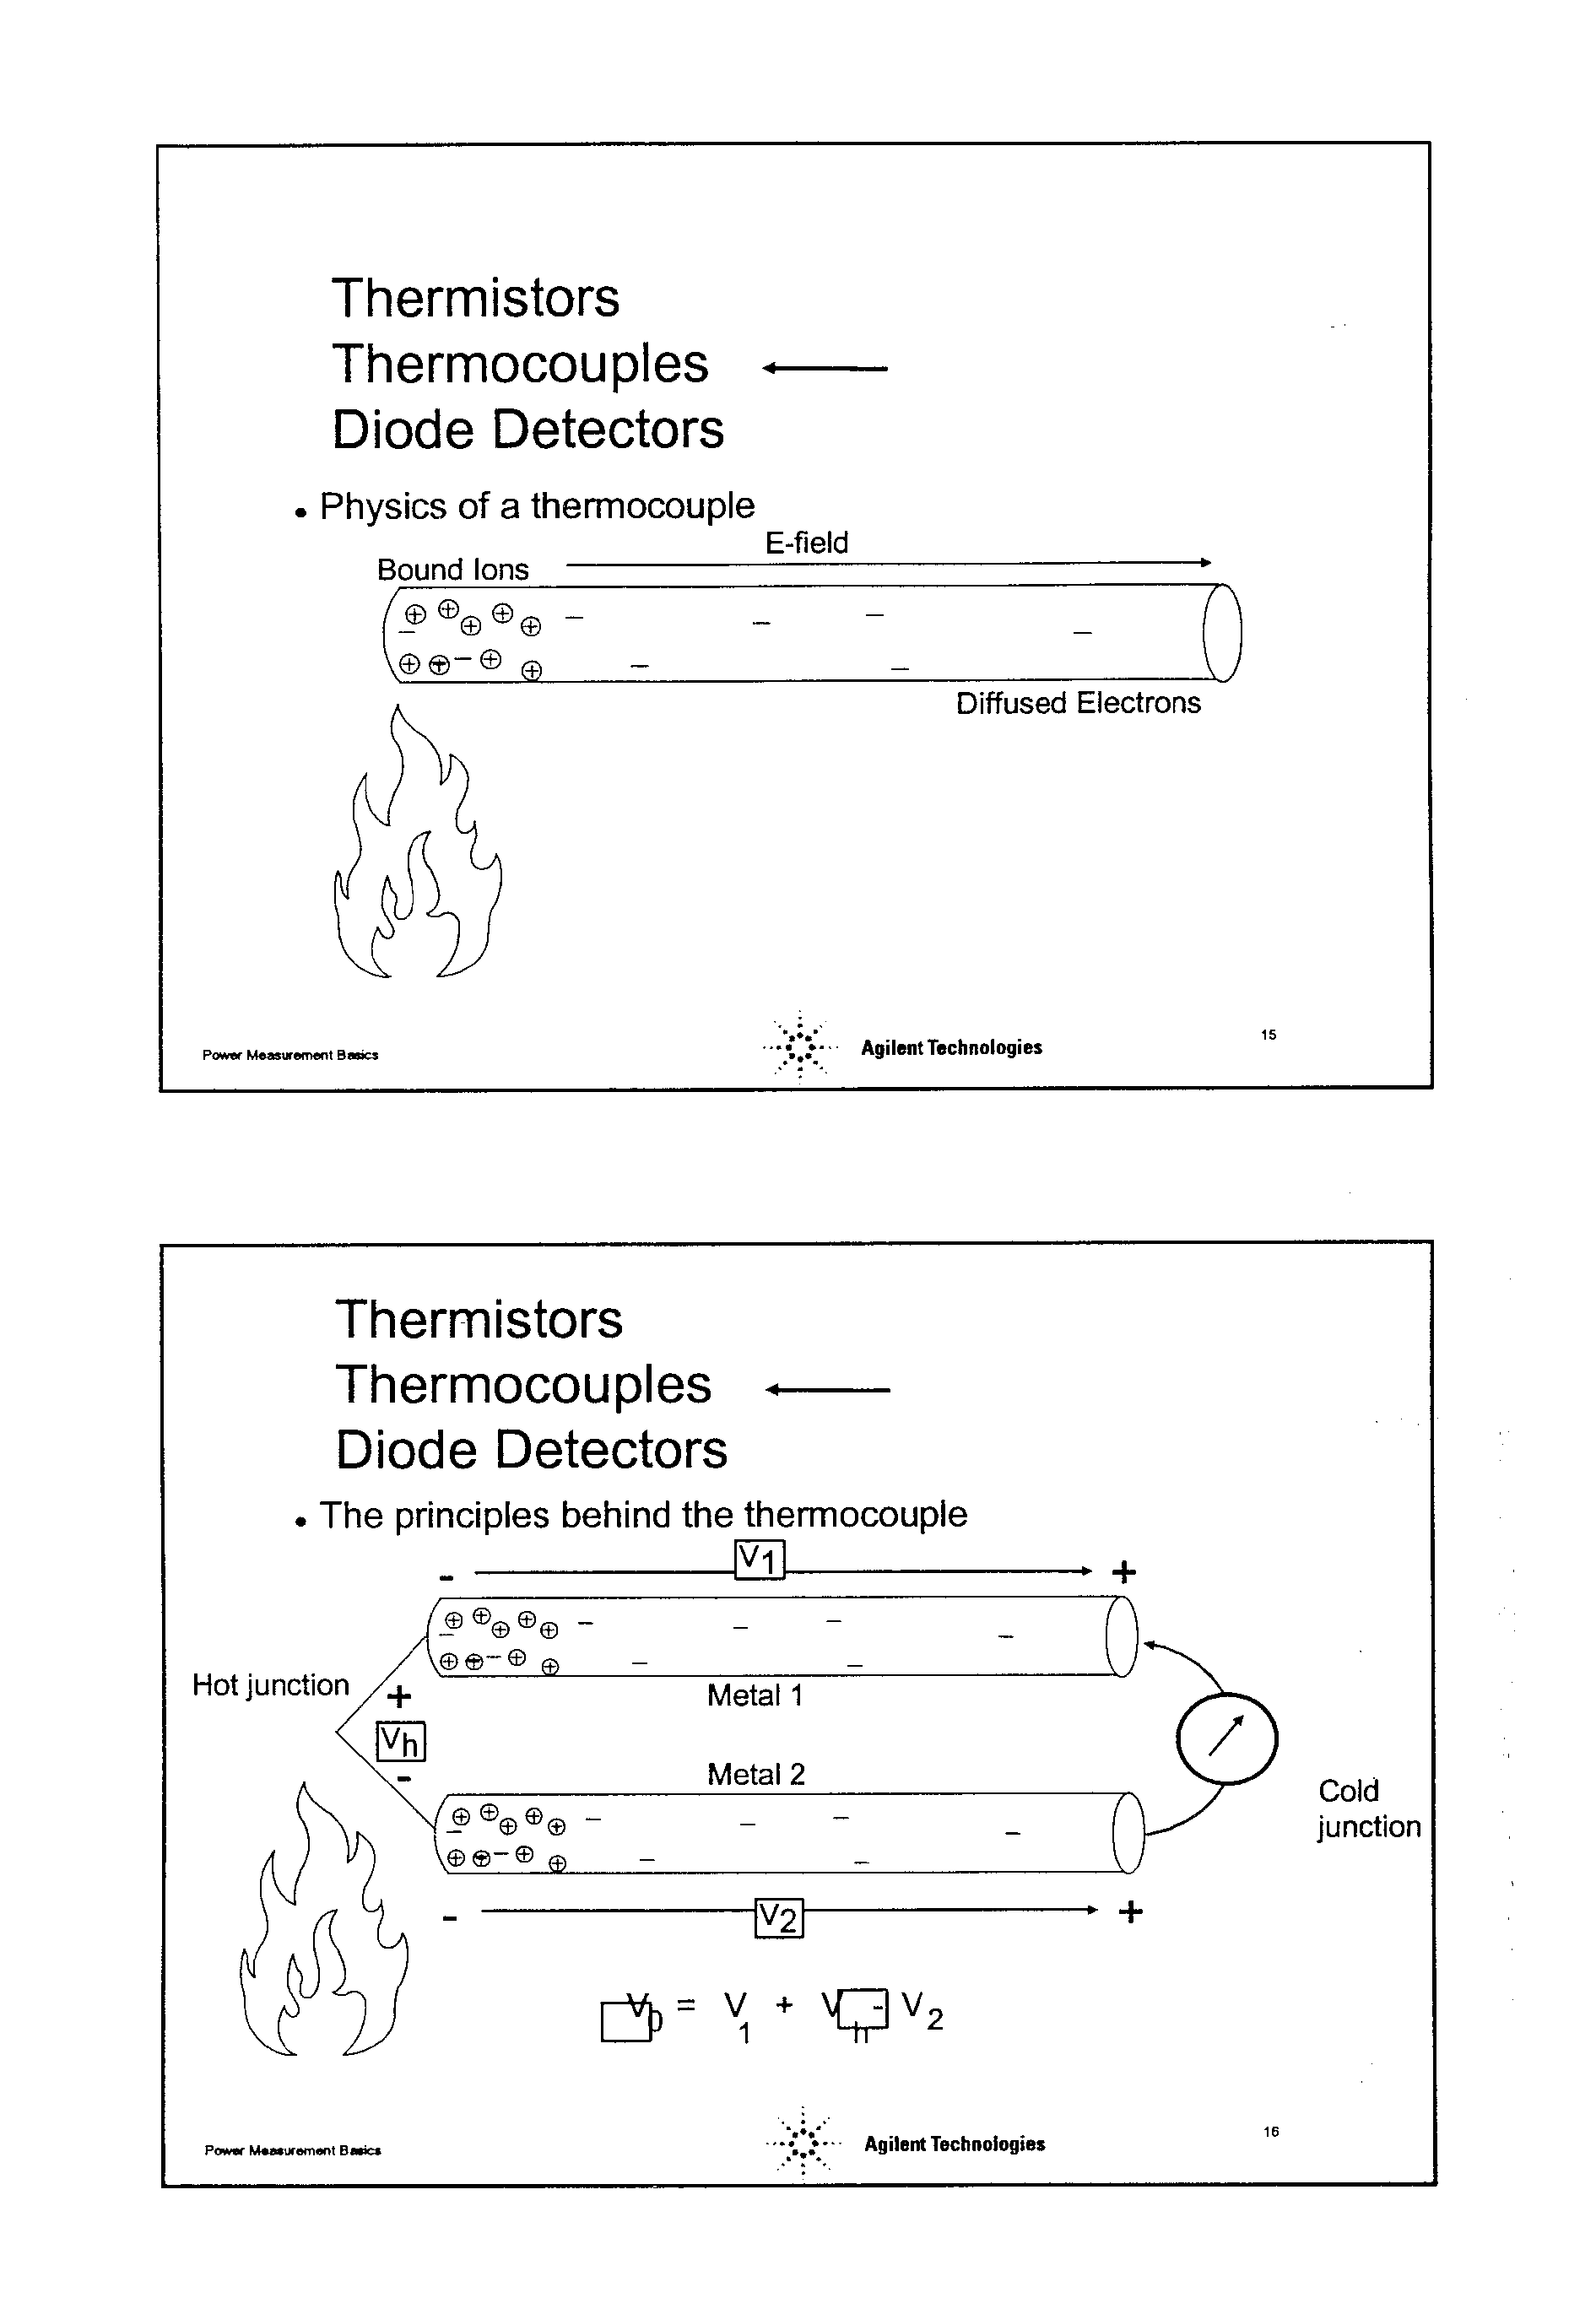 Thermistors
Thermocouples
Diode Detectors
• Physics of a thermocouple
E-field
Bound Ions
Diffused Electrons
Power Measurement Basics
Agilent Technologies
15
Thermistors
Thermocouples
Diode Detectors
• The principles behind the thermocouple
- V1 +
Hot junction
+
Metal 1
Vh
-
Metal 2
Cold
junction
- V2 +
V0 = V1 + Vh - V2
Power Measurement Basics
Agilent Technologies
16